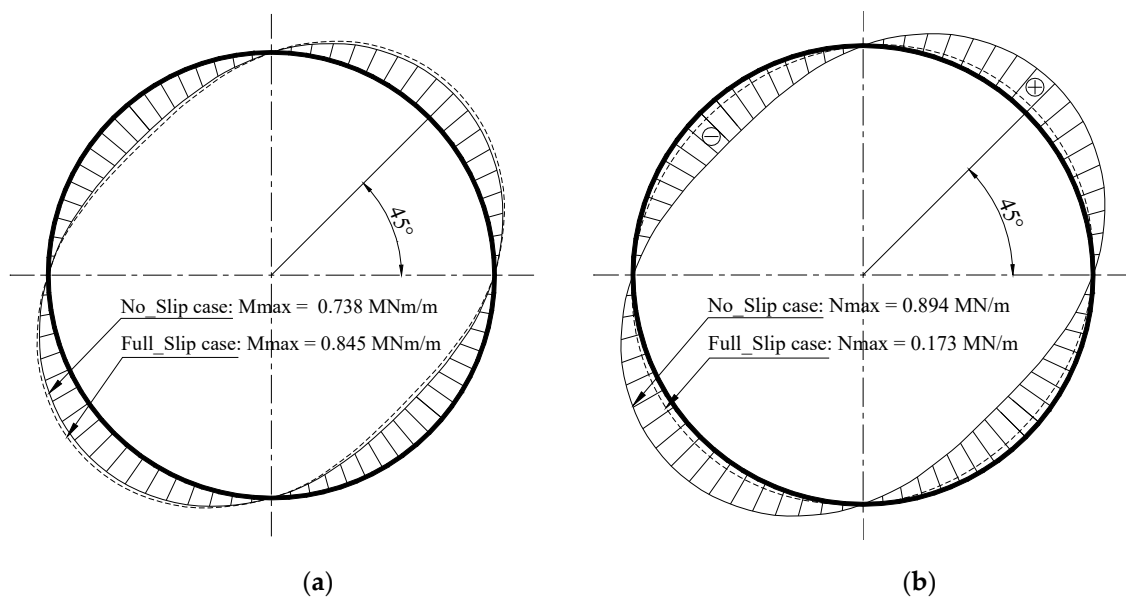 45°
No_Slip case: Mmax = 0.738 MNm/m
Full_Slip case: Mmax = 0.845 MNm/m
(a)
45°
No_Slip case: Nmax = 0.894 MN/m
Full_Slip case: Nmax = 0.173 MN/m
(b)